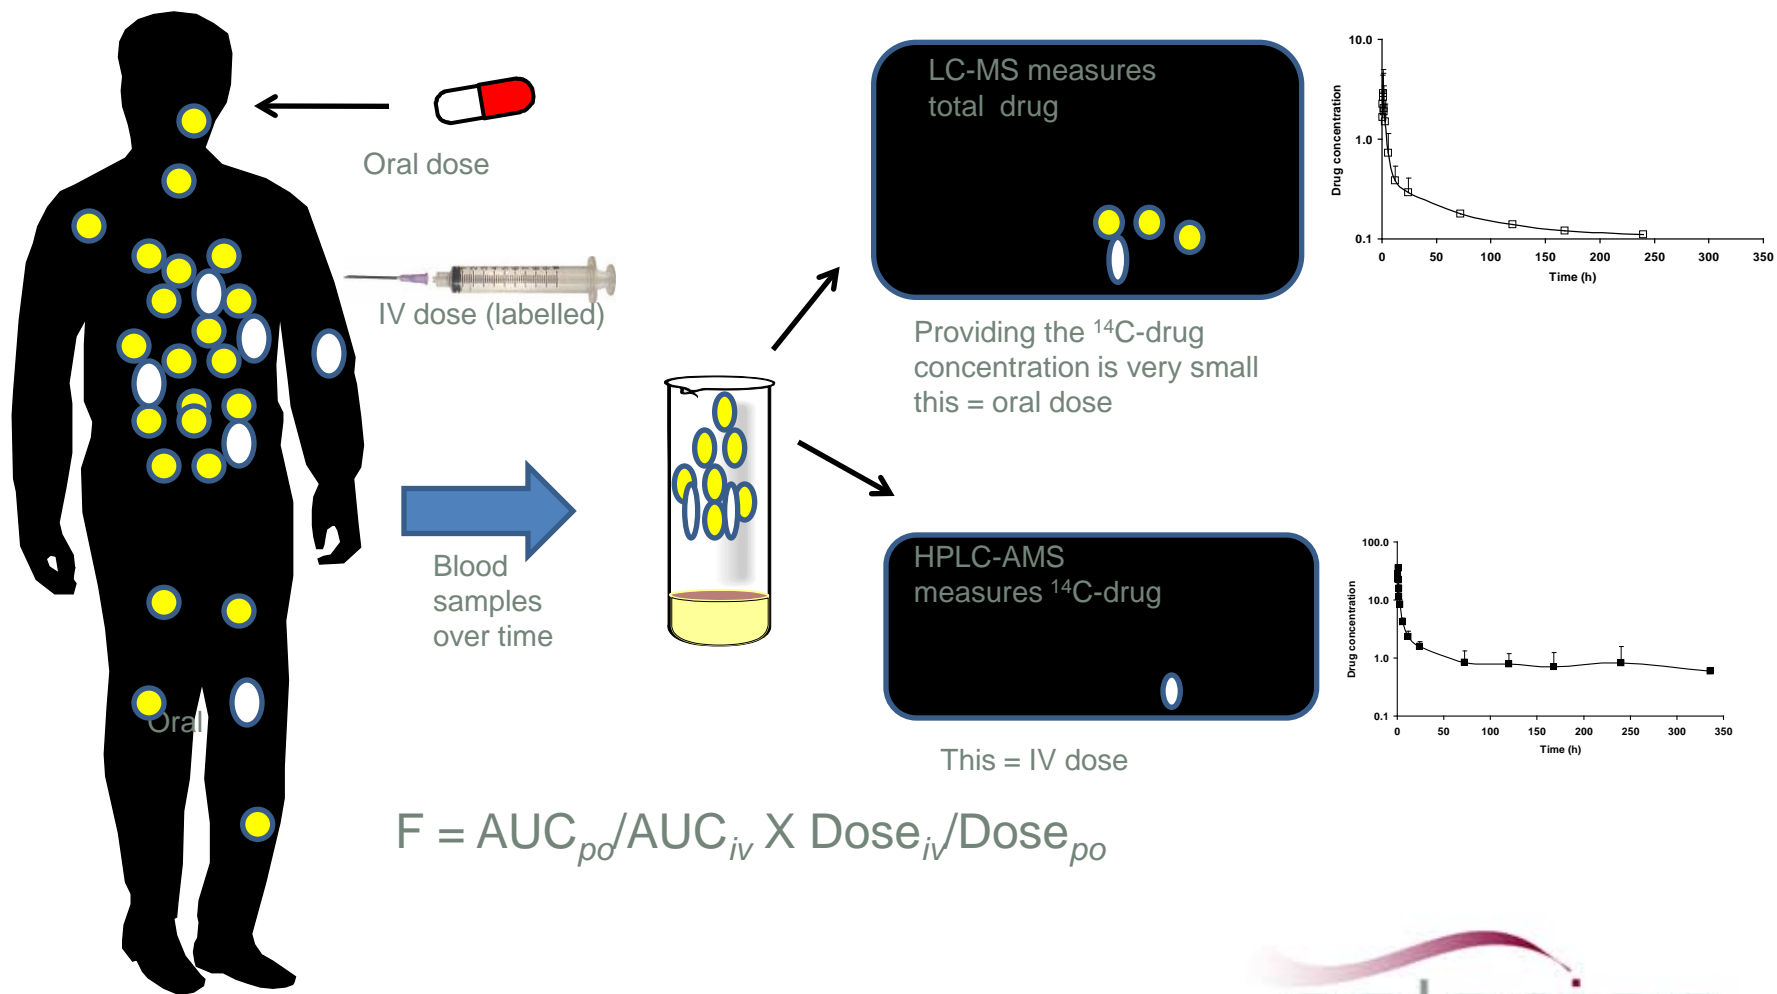 Oral dose
IV dose (labelled)
Blood
samples
over time
Oral
LC-MS measures
total drug
Providing the ¹⁴C-drug
concentration is very small
this = oral dose
HPLC-AMS
measures ¹⁴C-drug
This = IV dose
F = AUCpo/AUCiv X Doseiv/Dosepo
Drug concentration
10.0
1.0
0.1
0 50 100 150 200 250 300 350
Time (h)
Drug concentration
100.0
10.0
1.0
0.1
0 50 100 150 200 250 300 350
Time (h)